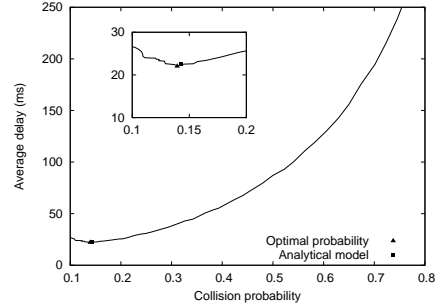 250
200
150
100
50
0
Average delay (ms)
30
20
10
0.1 0.15 0.2
Optimal probability
Analytical model
0.1 0.2 0.3 0.4 0.5 0.6 0.7 0.8
Collision probability